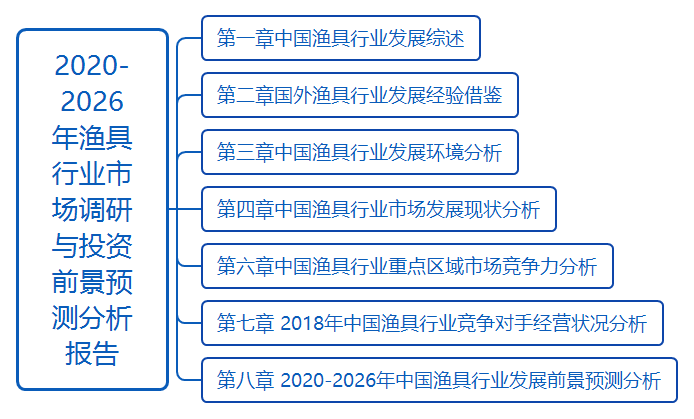 2020-
2026
年渔具
行业市
场调研
与投资
前景预
测分析
报告
第一章中国渔具行业发展综述
第二章国外渔具行业发展经验借鉴
第三章中国渔具行业发展环境分析
第四章中国渔具行业市场发展现状分析
第六章中国渔具行业重点区域市场竞争力分析
第七章 2018年中国渔具行业竞争对手经营状况分析
第八章 2020-2026年中国渔具行业发展前景预测分析